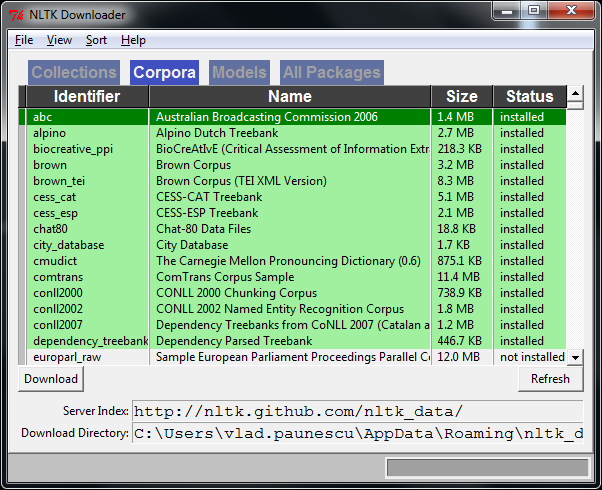 NLTK Downloader
File View Sort Help
Collections Corpora Models All Packages
Identifier Name Size Status
abc Australian Broadcasting Commission 2006 1.4 MB installed
alpino Alpino Dutch Treebank 2.7 MB installed
biocreative_ppi BioCreAtIvE (Critical Assessment of Information Extra 218.3 KB installed
brown Brown Corpus 3.2 MB installed
brown_tei Brown Corpus (TEI XML Version) 8.3 MB installed
cess_cat CESS-CAT Treebank 5.1 MB installed
cess_esp CESS-ESP Treebank 2.1 MB installed
chat80 Chat-80 Data Files 18.8 KB installed
city_database City Database 1.7 KB installed
cmudict The Carnegie Mellon Pronouncing Dictionary (0.6) 875.1 KB installed
comtrans ComTrans Corpus Sample 11.4 MB installed
conll2000 CONLL 2000 Chunking Corpus 738.9 KB installed
conll2002 CONLL 2002 Named Entity Recognition Corpus 1.8 MB installed
conll2007 Dependency Treebanks from CoNLL 2007 (Catalan a 1.2 MB installed
dependency_treebank Dependency Parsed Treebank 446.7 KB installed
europarl_raw Sample European Parliament Proceedings Parallel Co 12.0 MB not installed
Download Refresh
Server Index: http://nltk.github.com/nltk_data/
Download Directory: C:\Users\vlad.paunescu\AppData\Roaming\nltk_d